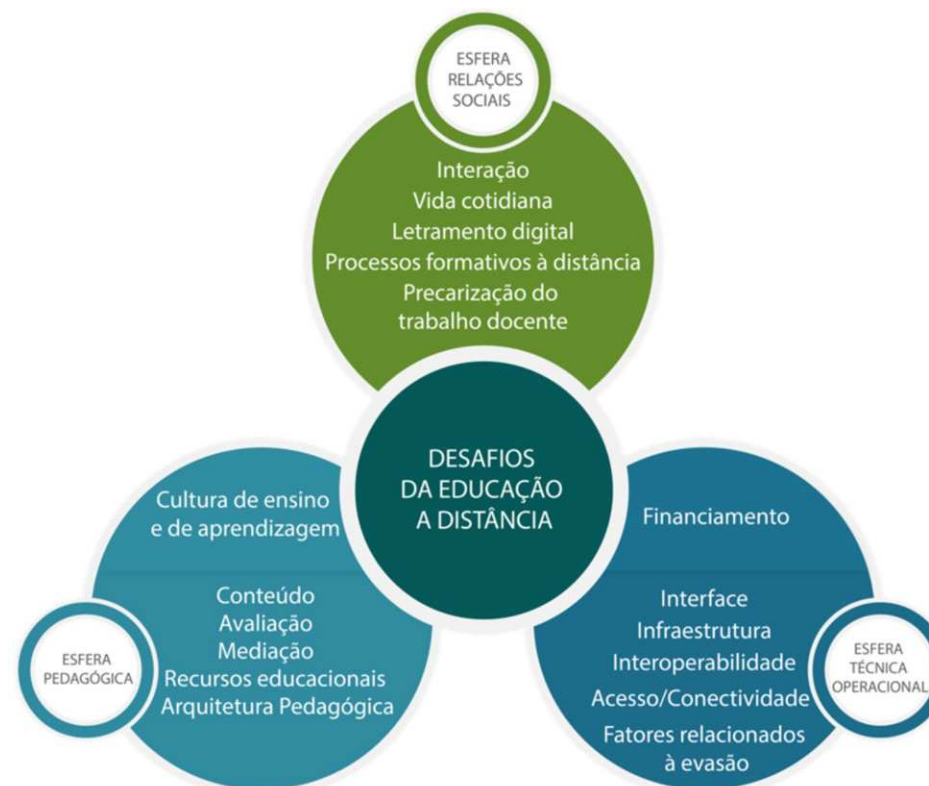 ESFERA
RELAÇÕES
SOCIAIS
Interação
Vida cotidiana
Letramento digital
Processos formativos à distância
Precarização do
trabalho docente
DESAFIOS
DA EDUCAÇÃO
A DISTÂNCIA
Cultura de ensino
e de aprendizagem
Conteúdo
Avaliação
Mediação
Recursos educacionais
Arquitetura Pedagógica
ESFERA
PEDAGÓGICA
Financiamento
Interface
Infraestrutura
Interoperabilidade
Acesso/Conectividade
Fatores relacionados
à evasão
ESFERA
TÉCNICA
OPERACIONAL